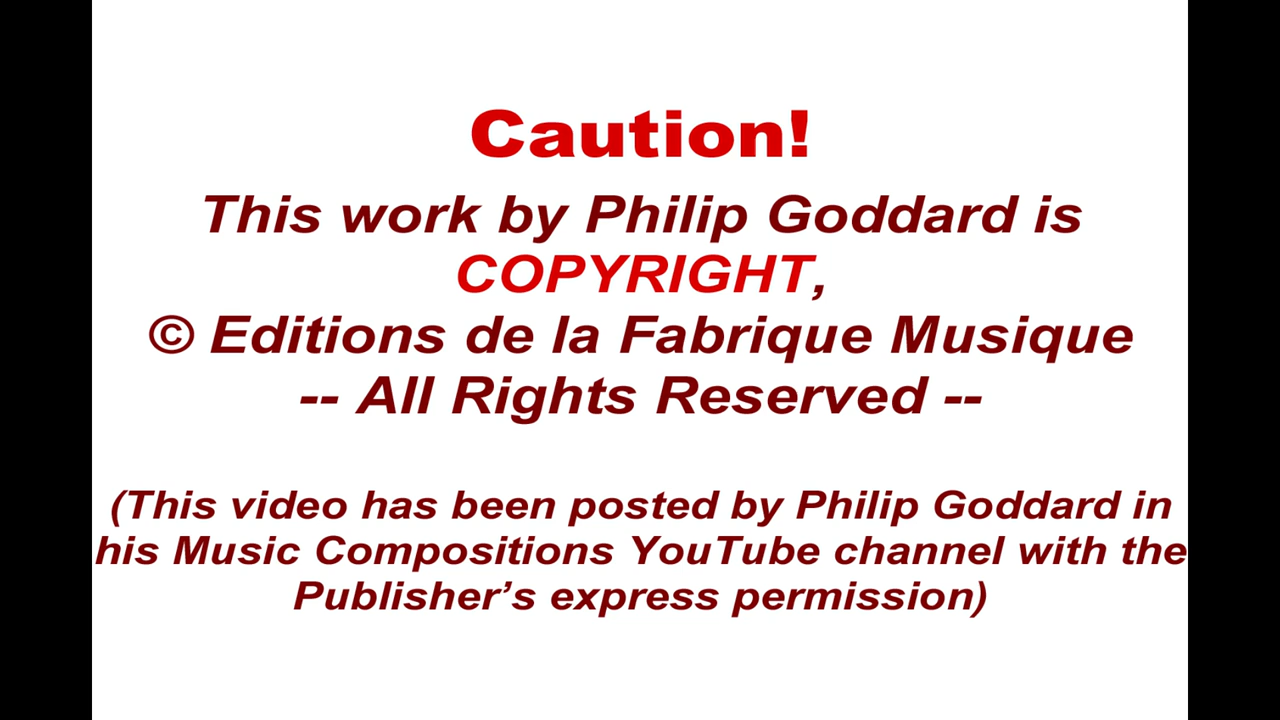 Caution!
This work by Philip Goddard is
COPYRIGHT,
© Editions de la Fabrique Musique
-- All Rights Reserved --
(This video has been posted by Philip Goddard in
his Music Compositions YouTube channel with the
Publisher’s express permission)